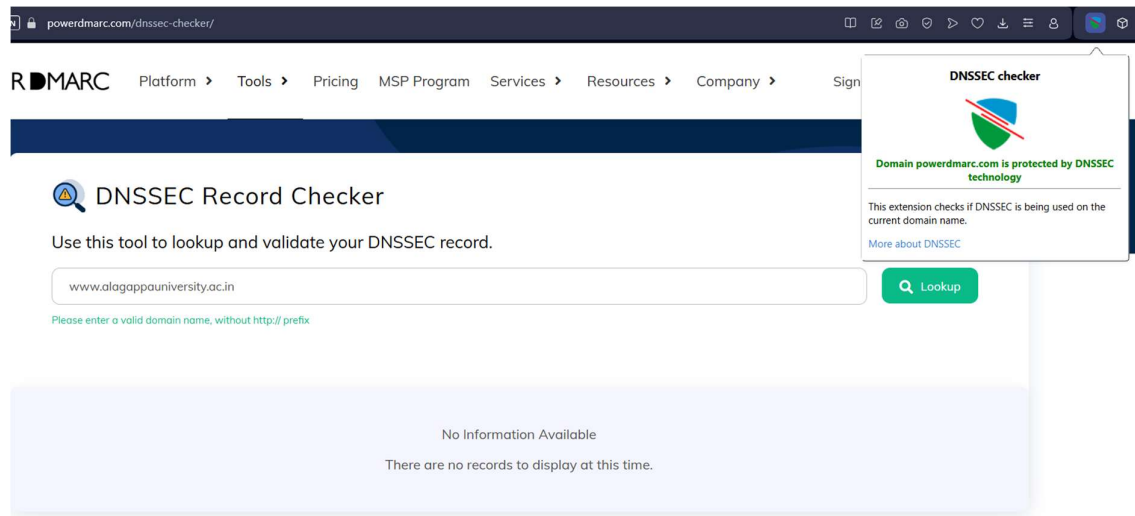 powerdmarc.com/dnssec-checker/
R DMARC Platform Tools Pricing MSP Program Services Resources Company Sign
DNSSEC checker
Domain powerdmarc.com is protected by DNSSEC
technology
This extension checks if DNSSEC is being used on the
current domain name.
More about DNSSEC
DNSSEC Record Checker
Use this tool to lookup and validate your DNSSEC record.
www.alagappauniversity.ac.in
Lookup
Please enter a valid domain name, without http:// prefix
No Information Available
There are no records to display at this time.